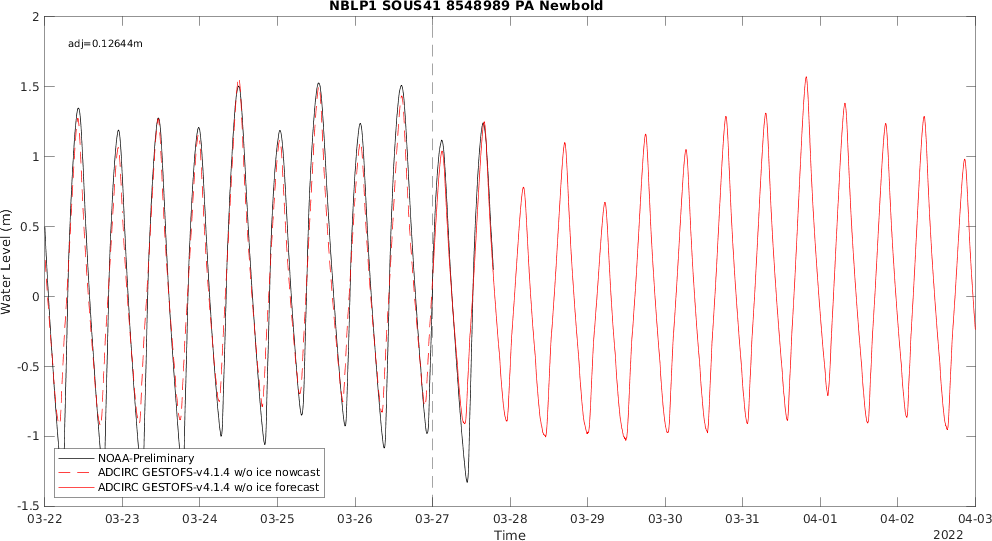 NBLP1 SOUS41 8548989 PA Newbold
adj=0.12644m
Water Level (m)
2
1.5
1
0.5
0
-0.5
-1
-1.5
NOAA-Preliminary
ADCIRC GESTOFS-v4.1.4 w/o ice nowcast
ADCIRC GESTOFS-v4.1.4 w/o ice forecast
03-22 03-23 03-24 03-25 03-26 03-27 03-28 03-29 03-30 03-31 04-01 04-02 04-03
Time
2022